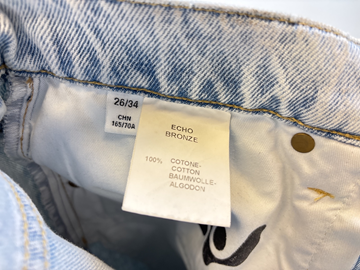 26/34
CHN
165/70A
ECHO
BRONZE
100% COTONE-
COTTON
BAUMWOLLE-
ALGODON